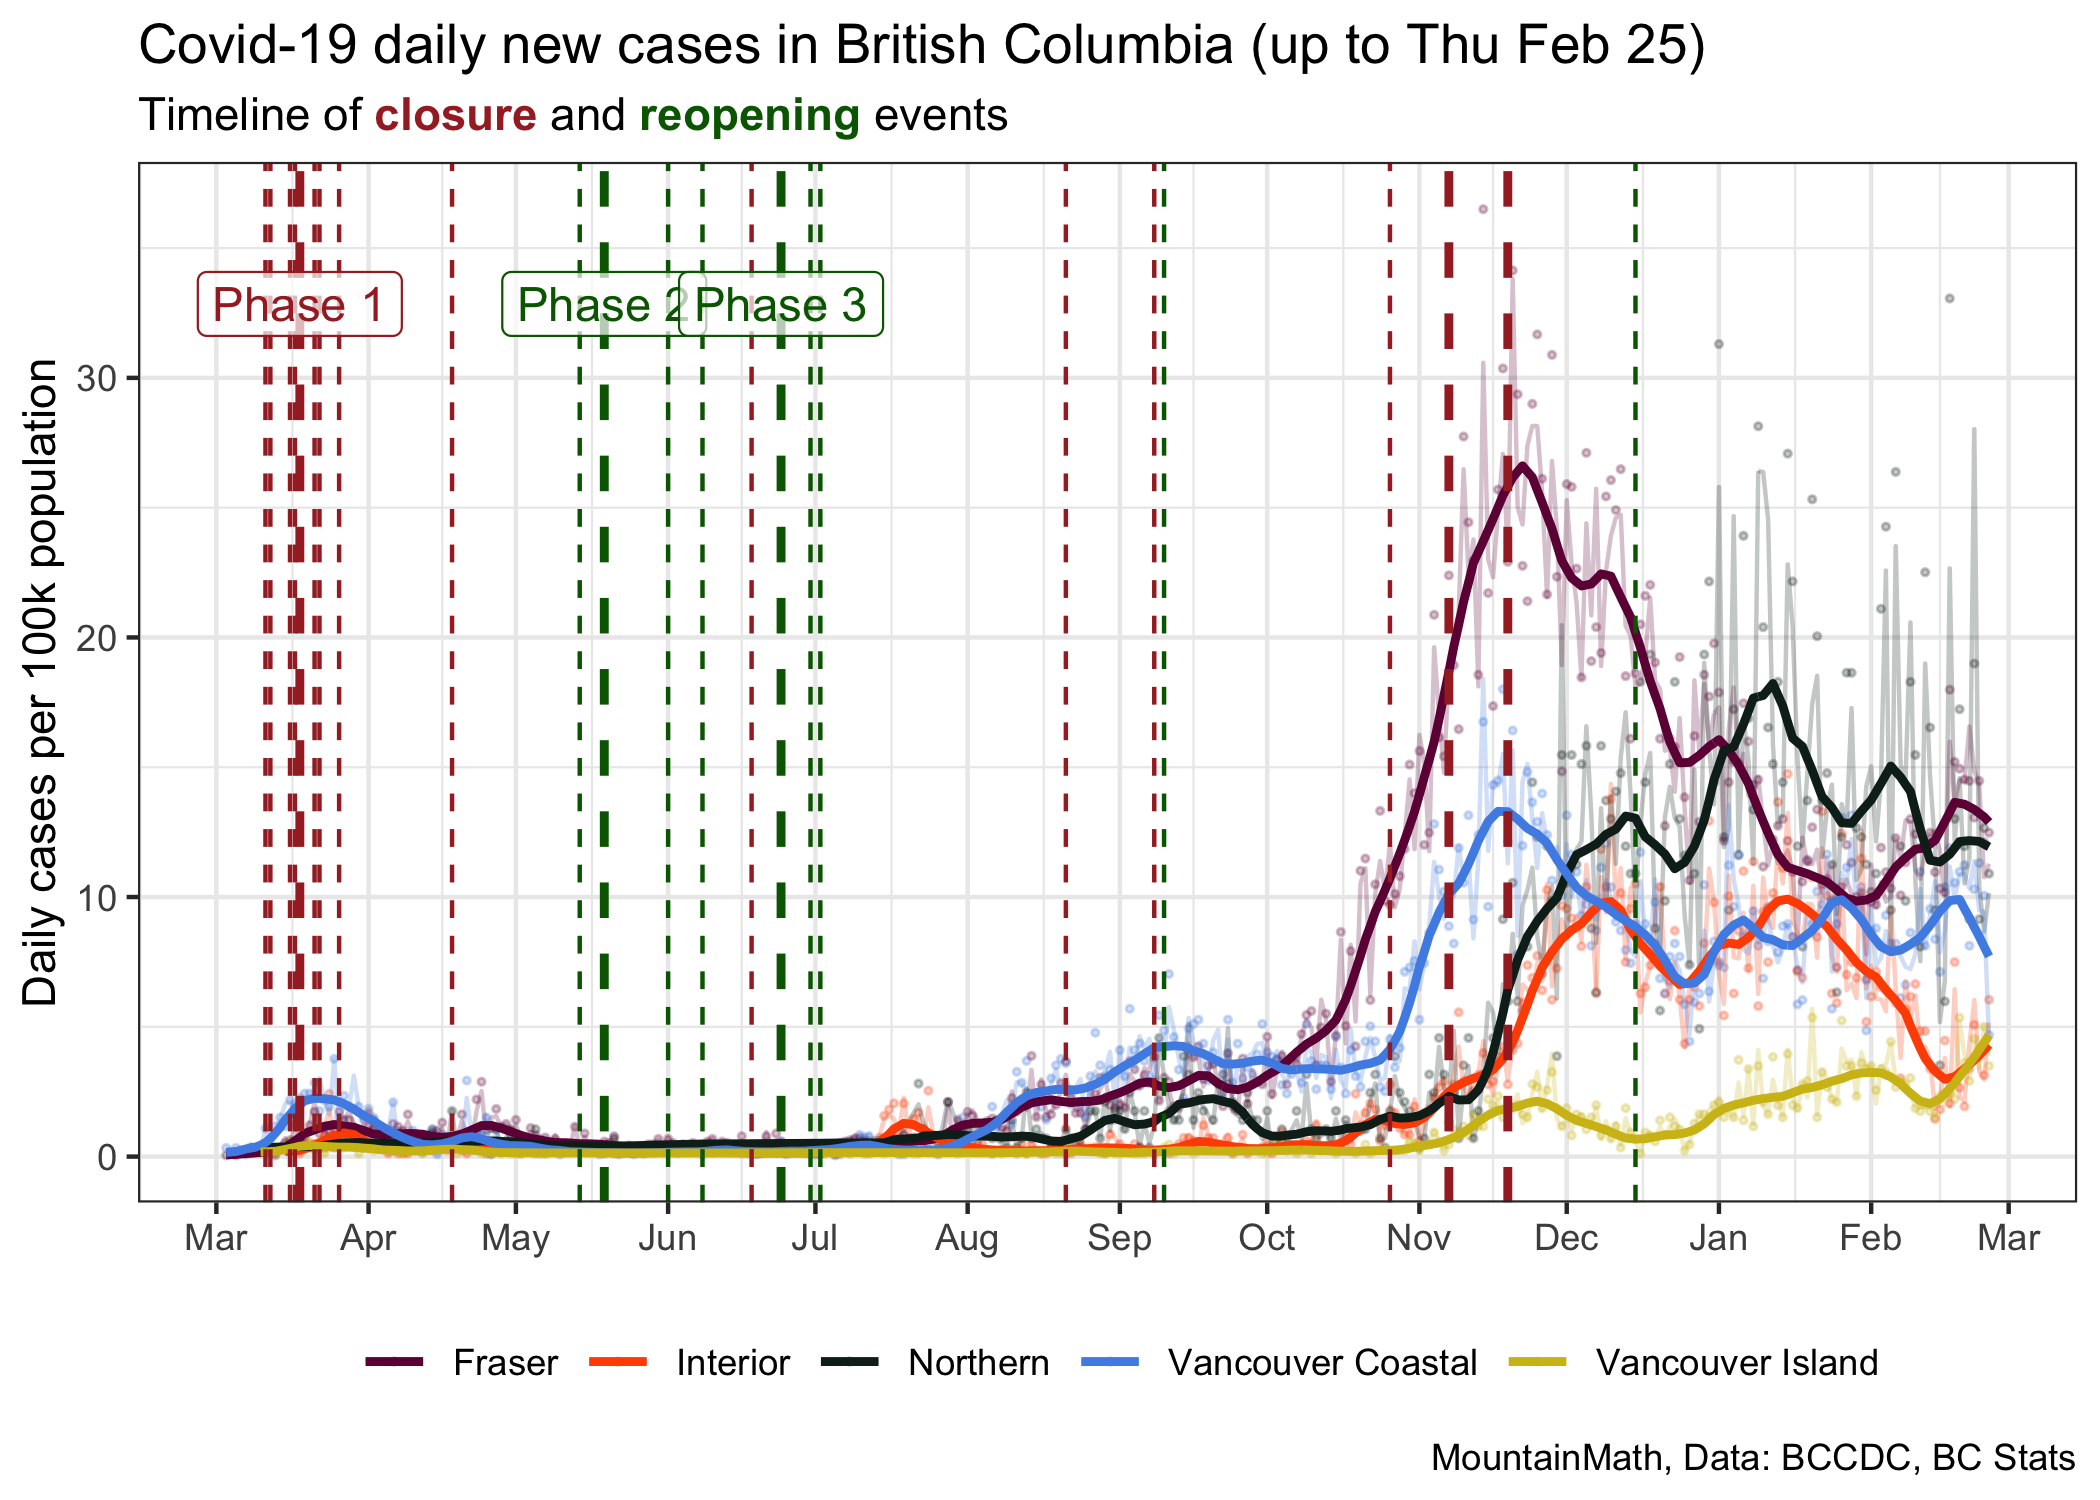 Covid-19 daily new cases in British Columbia (up to Thu Feb 25)
Timeline of closure and reopening events
Daily cases per 100k population
30
20
10
0
Phase 1
Phase 2
Phase 3
Mar Apr May Jun Jul Aug Sep Oct Nov Dec Jan Feb Mar
Fraser Interior Northern Vancouver Coastal Vancouver Island
MountainMath, Data: BCCDC, BC Stats